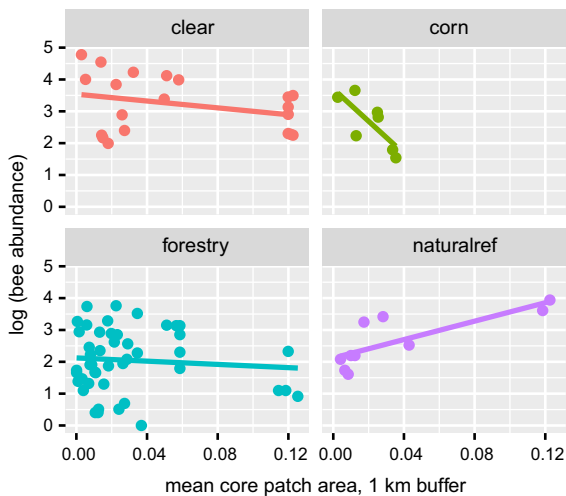 clear corn
5
4
3
2
1
0
forestry naturalref
5
4
3
2
1
0
log (bee abundance)
0.00 0.04 0.08 0.12 0.00 0.04 0.08 0.12
mean core patch area, 1 km buffer